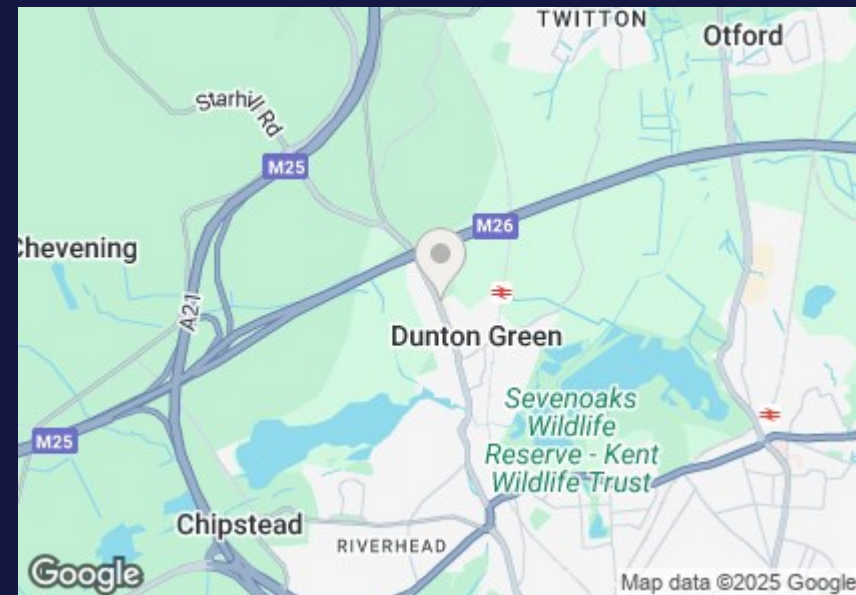 TWITTON
Otford
Starhill Rd
M25
M26
Chevening
A21
Dunton Green
Sevenoaks
Wildlife
Reserve - Kent
Wildlife Trust
M25
Chipstead
RIVERHEAD
Google
Map data ©2025 Google